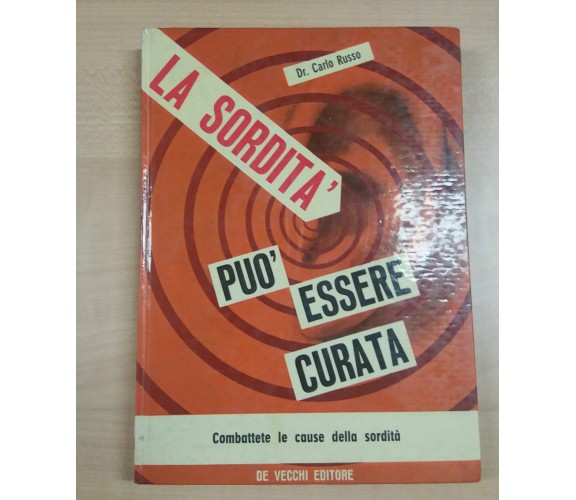 Dr. Carlo Russo
LA SORDITA'
PUO'
ESSERE
CURATA
Combattete le cause della sordità
DE VECCHI EDITORE